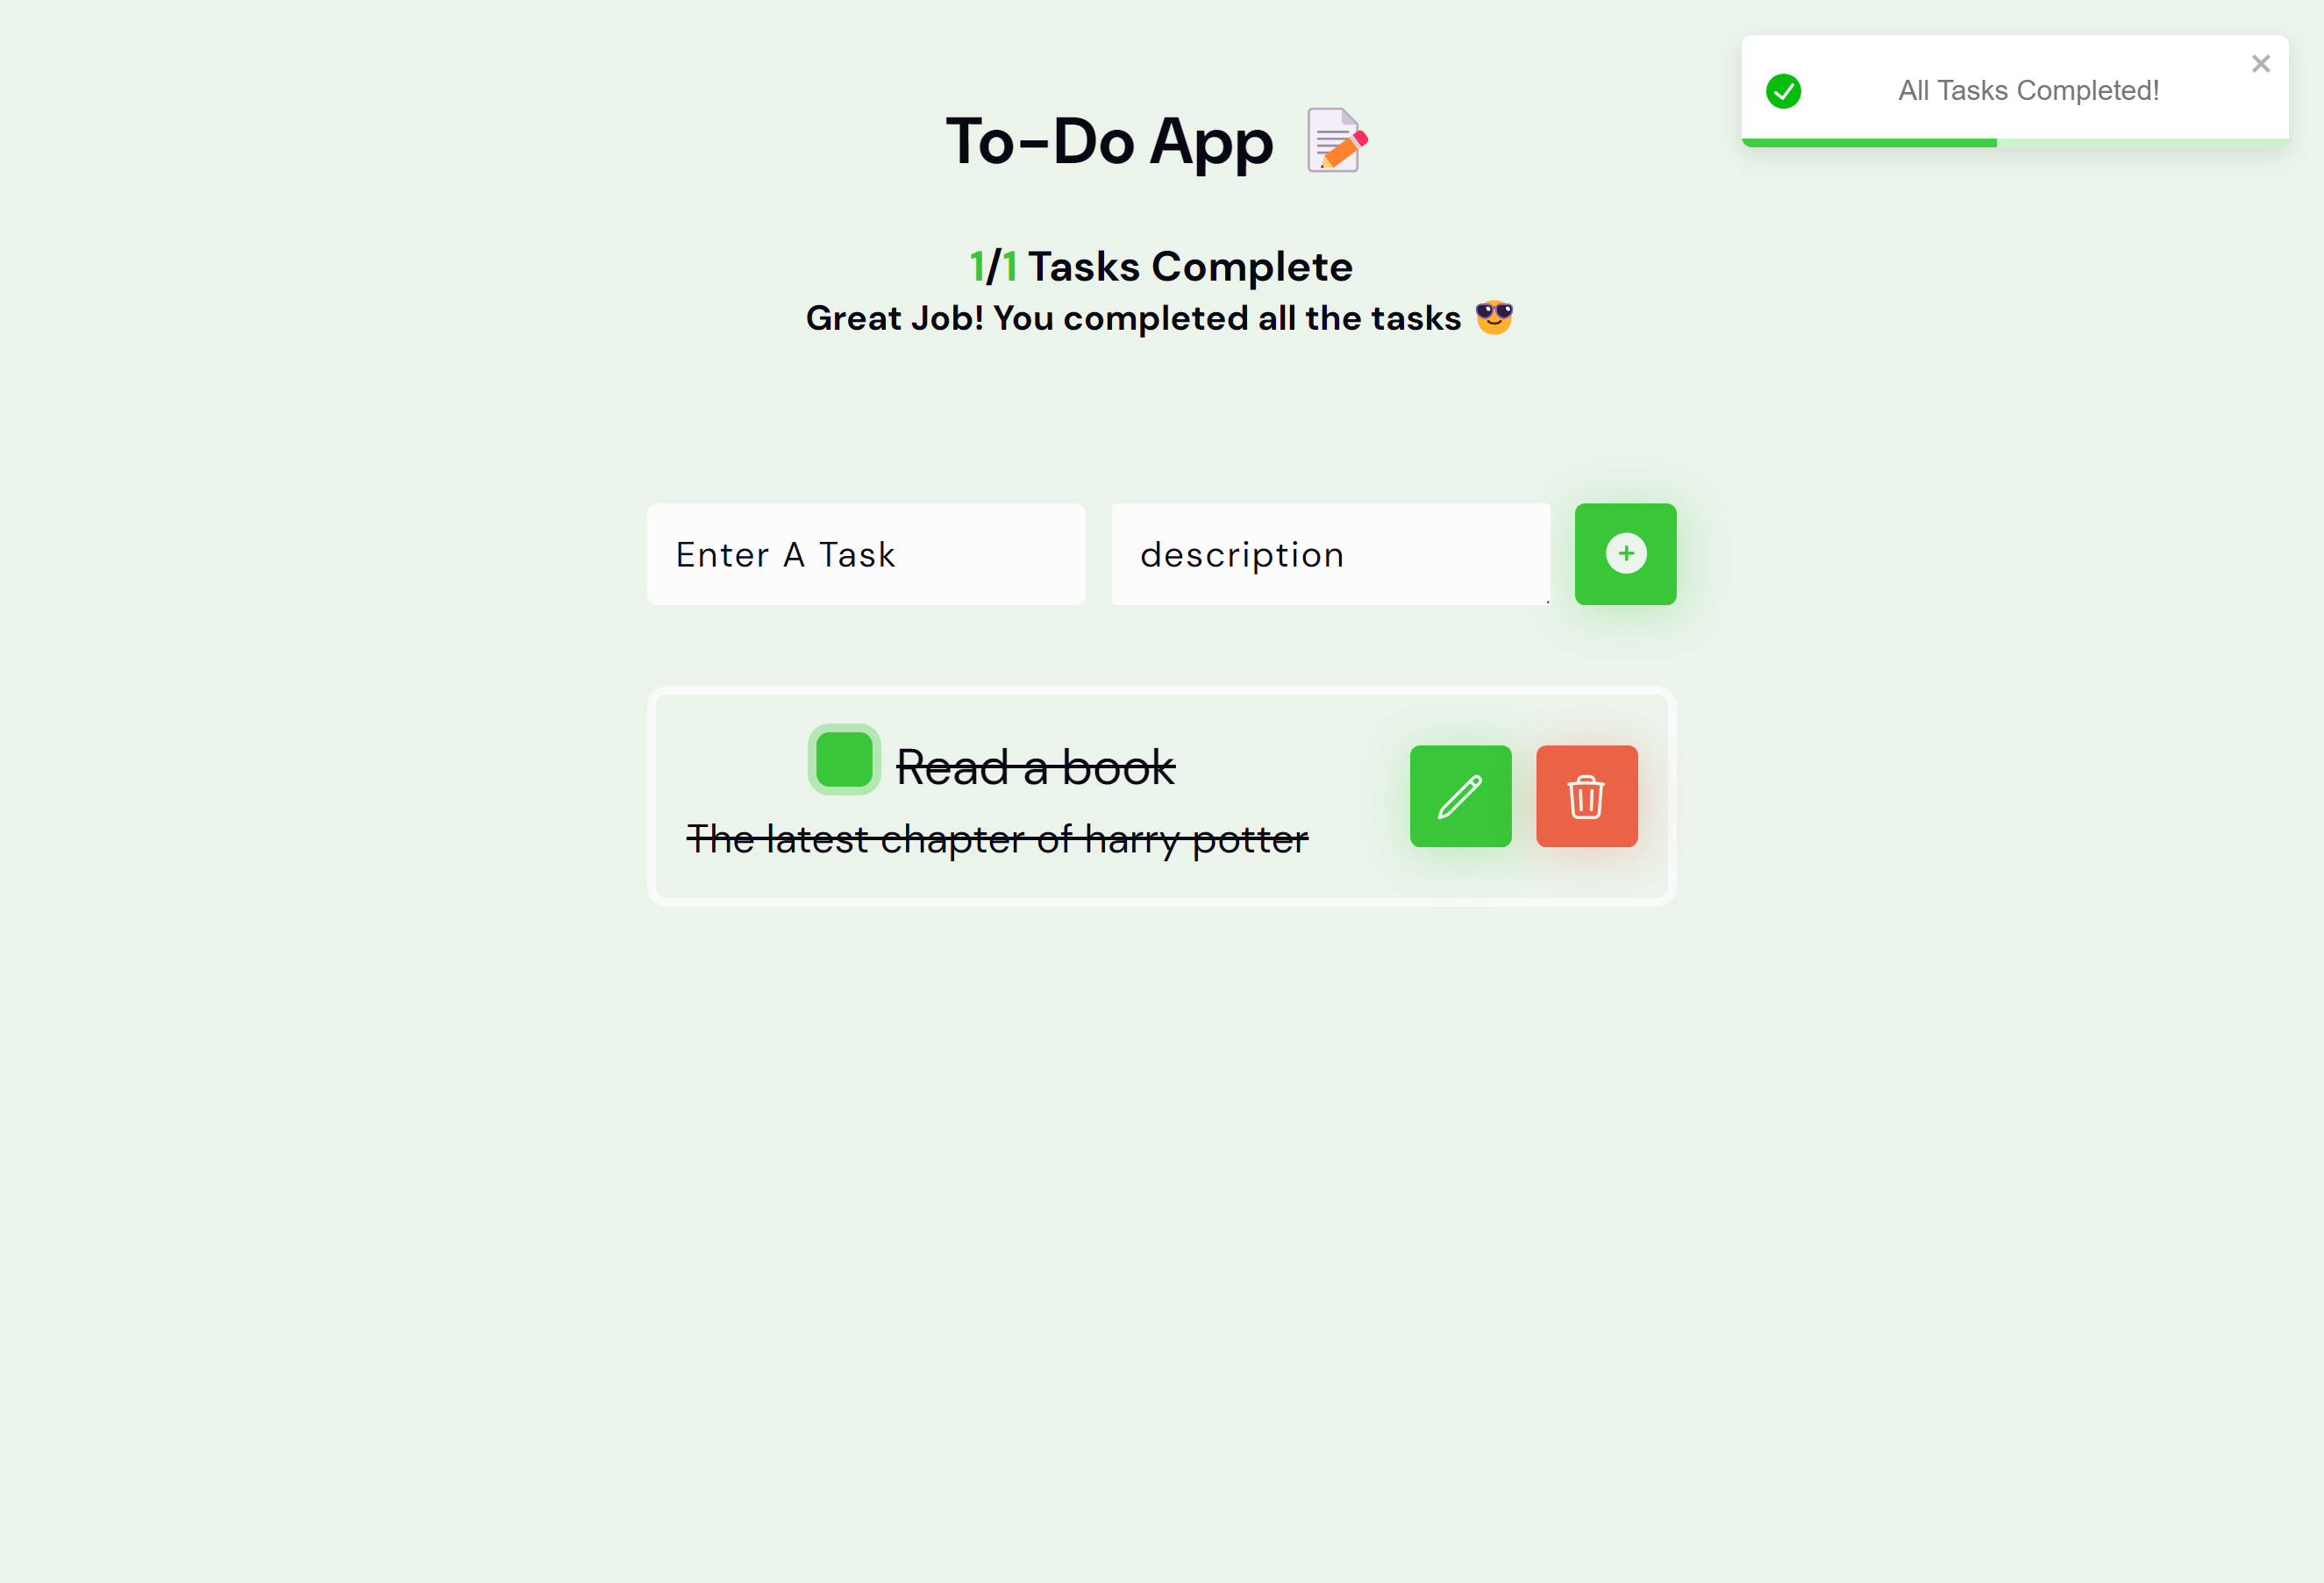 All Tasks Completed!
To-Do App
1/1 Tasks Complete
Great Job! You completed all the tasks
Enter A Task
description
Read a book
The latest chapter of harry potter